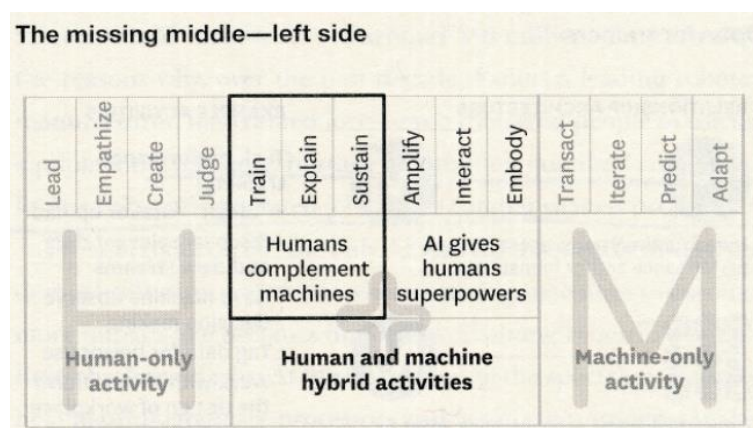 The missing middle—left side
Lead
Empathize
Create
Judge
Train
Explain
Sustain
Amplify
Interact
Embody
Transact
Iterate
Predict
Adapt
Humans
complement
machines
AI gives
humans
superpowers
H
M
Human-only
activity
Human and machine
hybrid activities
Machine-only
activity